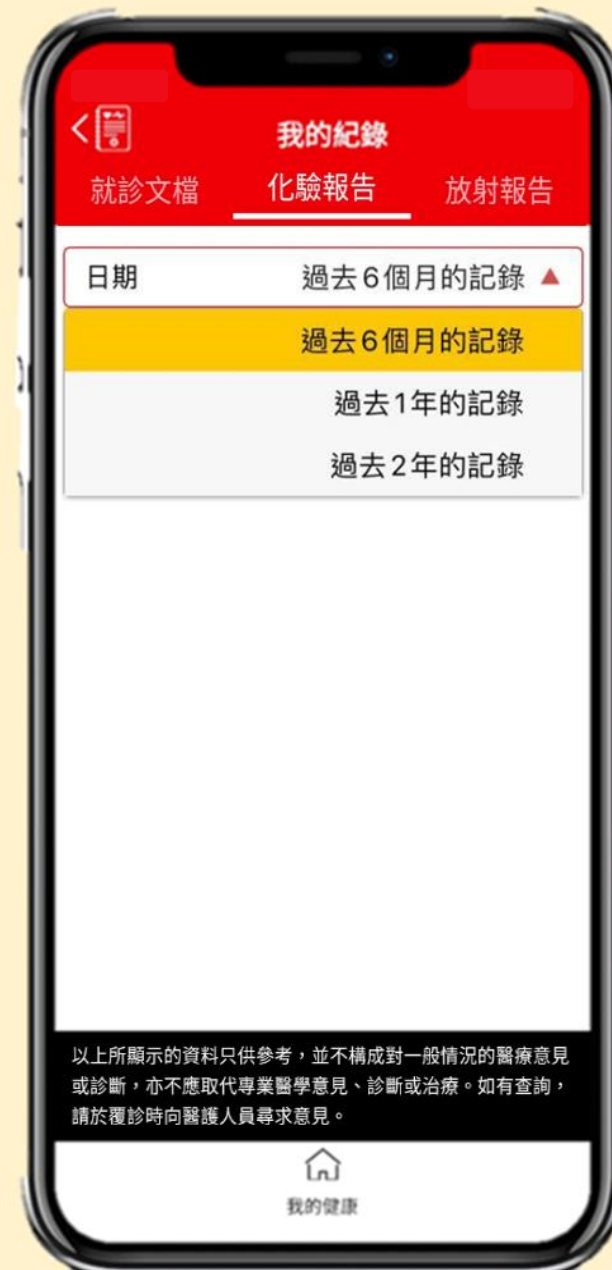 我的紀錄
就診文檔 化驗報告 放射報告
日期 過去6個月的記錄 ▲
過去6個月的記錄
過去1年的記錄
過去2年的記錄
以上所顯示的資料只供參考，並不構成對一般情況的醫療意見
或診斷，亦不應取代專業醫學意見、診斷或治療。如有查詢，
請於覆診時向醫護人員尋求意見。
我的健康